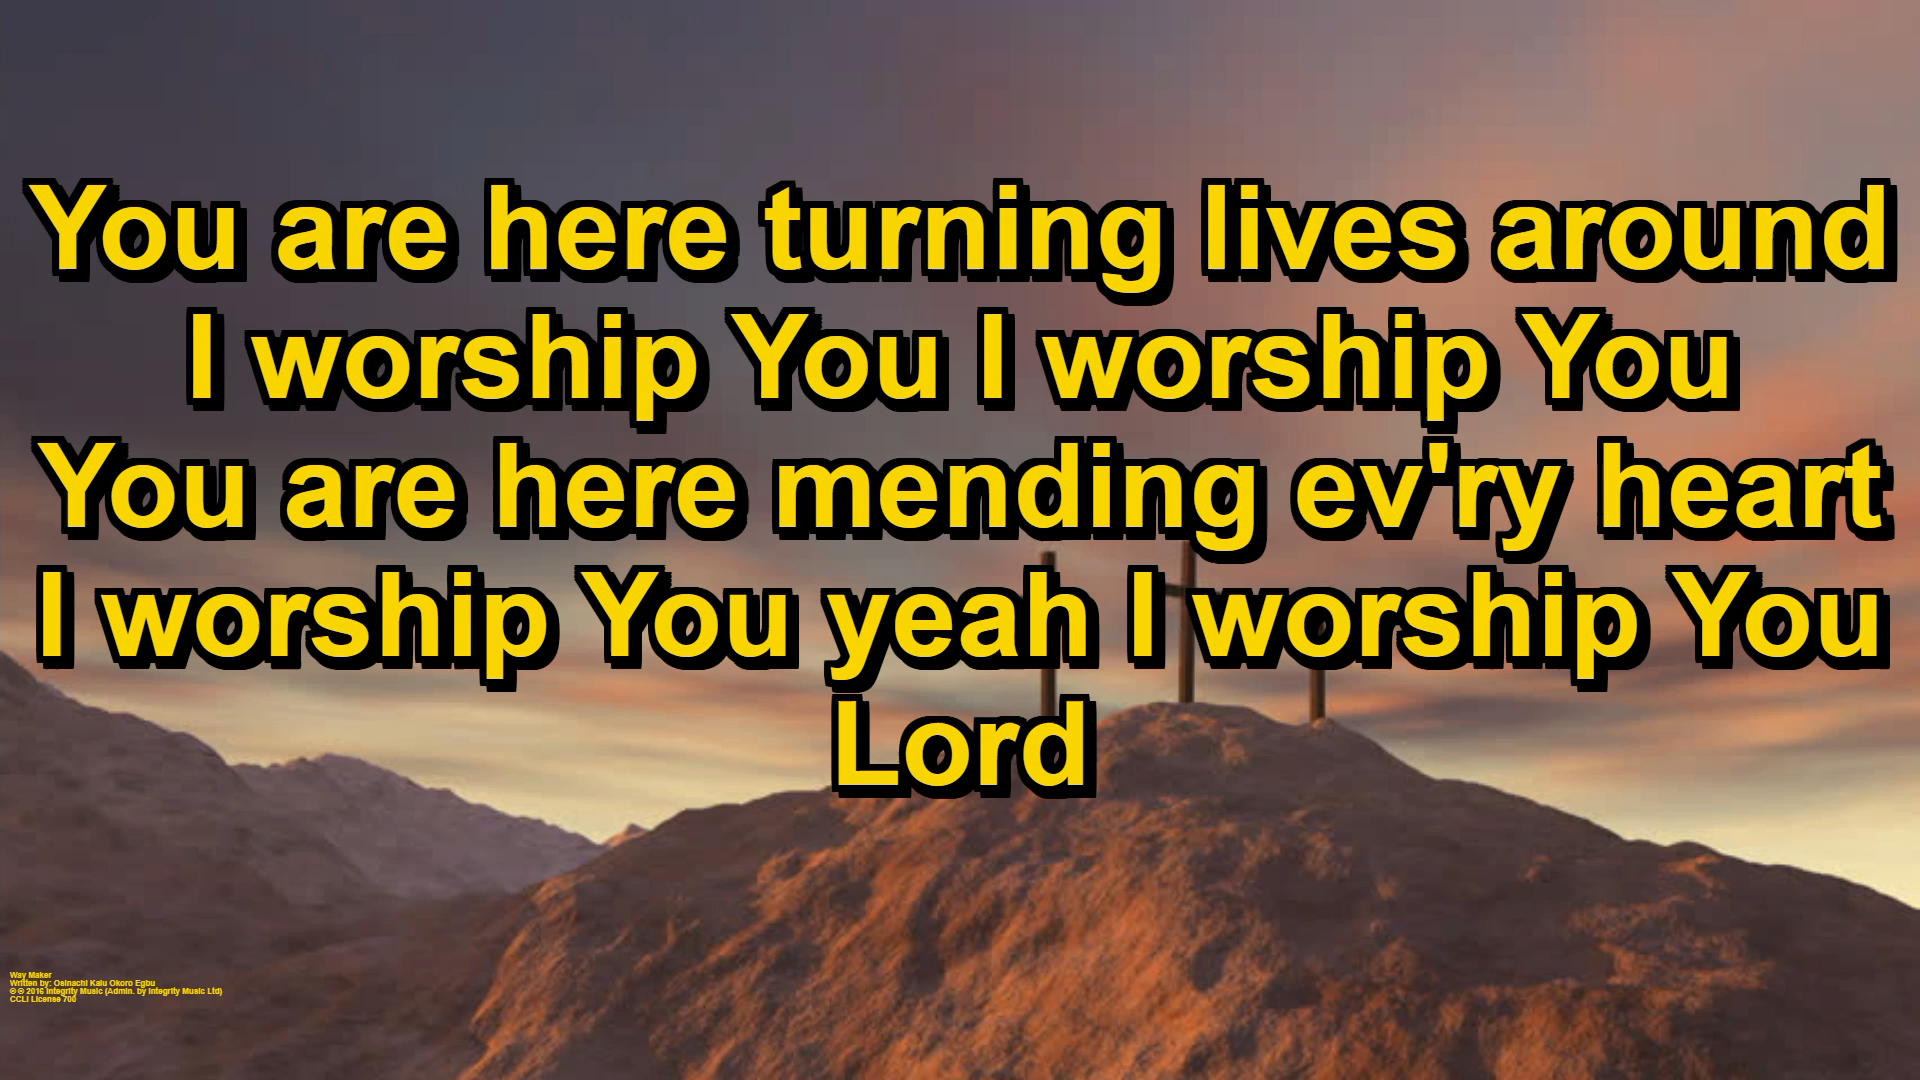 You are here turning lives around
I worship You I worship You
You are here mending ev'ry heart
I worship You yeah I worship You
Lord
Way Maker
Written by: Osinachi Kalu Okoro Egbu
© ℗ 2016 Integrity Music (Admin. by Integrity Music Ltd)
CCLI License 700